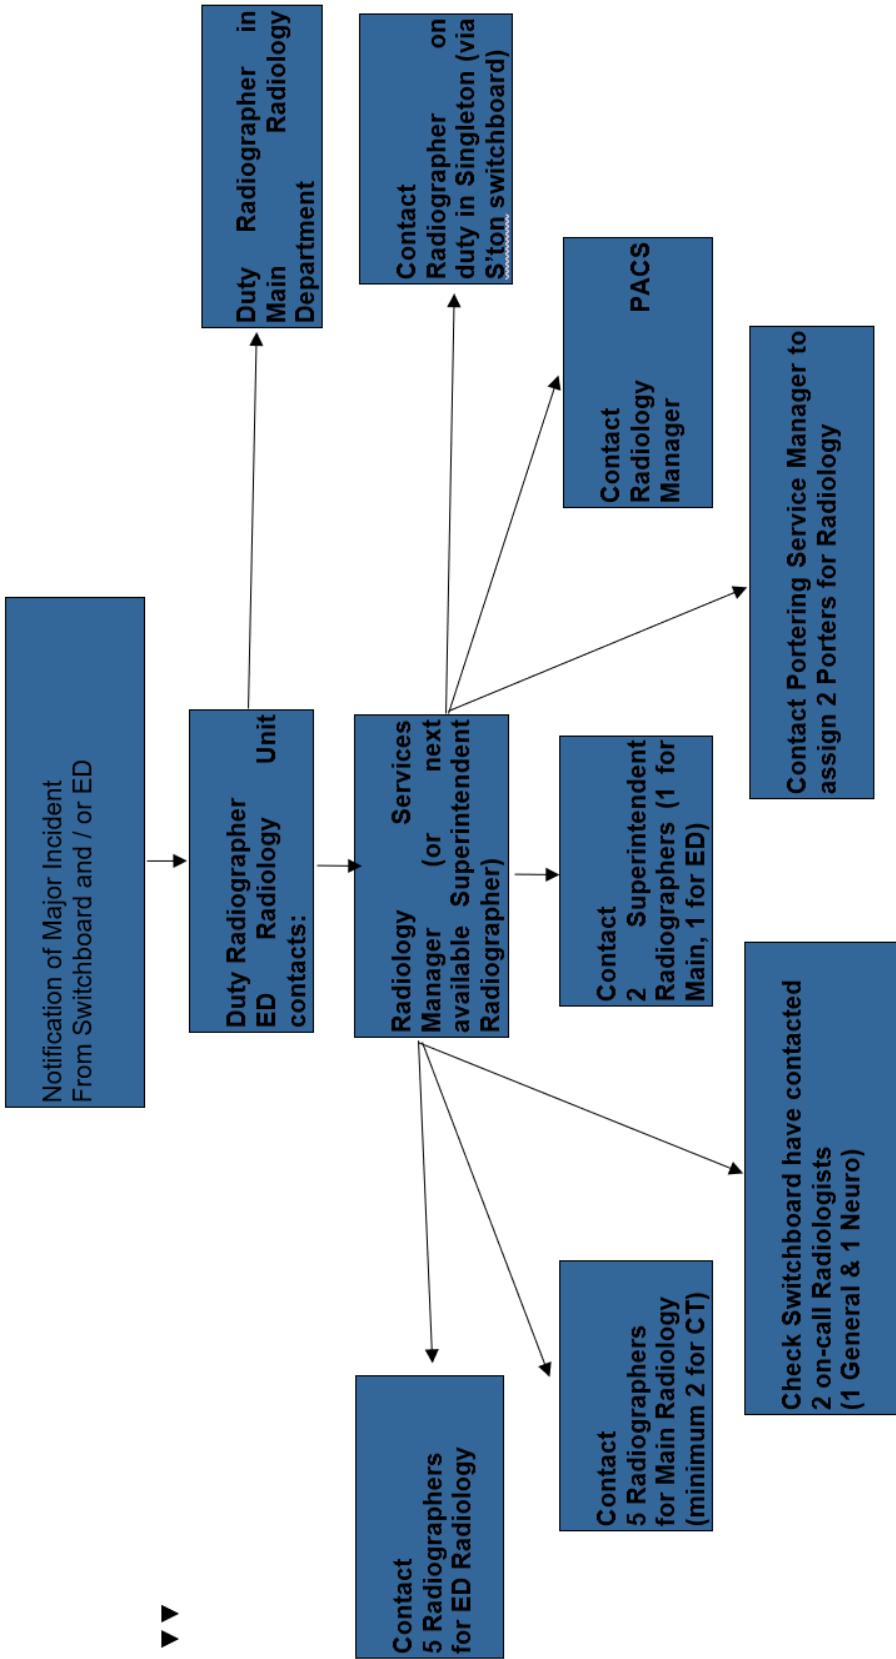 Notification of Major Incident
From Switchboard and / or ED
Duty Radiographer
ED Radiology Unit
contacts:
Duty Radiographer in
Main Radiology
Department
Radiology Services
Manager (or next
available Superintendent
Radiographer)
Contact
5 Radiographers
for ED Radiology
Contact
Radiographer on
duty in Singleton (via
S'ton switchboard)
Contact
5 Radiographers
for Main Radiology
(minimum 2 for CT)
Contact
2 Superintendent
Radiographers (1 for
Main, 1 for ED)
Contact
Radiology PACS
Manager
Check Switchboard have contacted
2 on-call Radiologists
(1 General & 1 Neuro)
Contact Portering Service Manager to
assign 2 Porters for Radiology